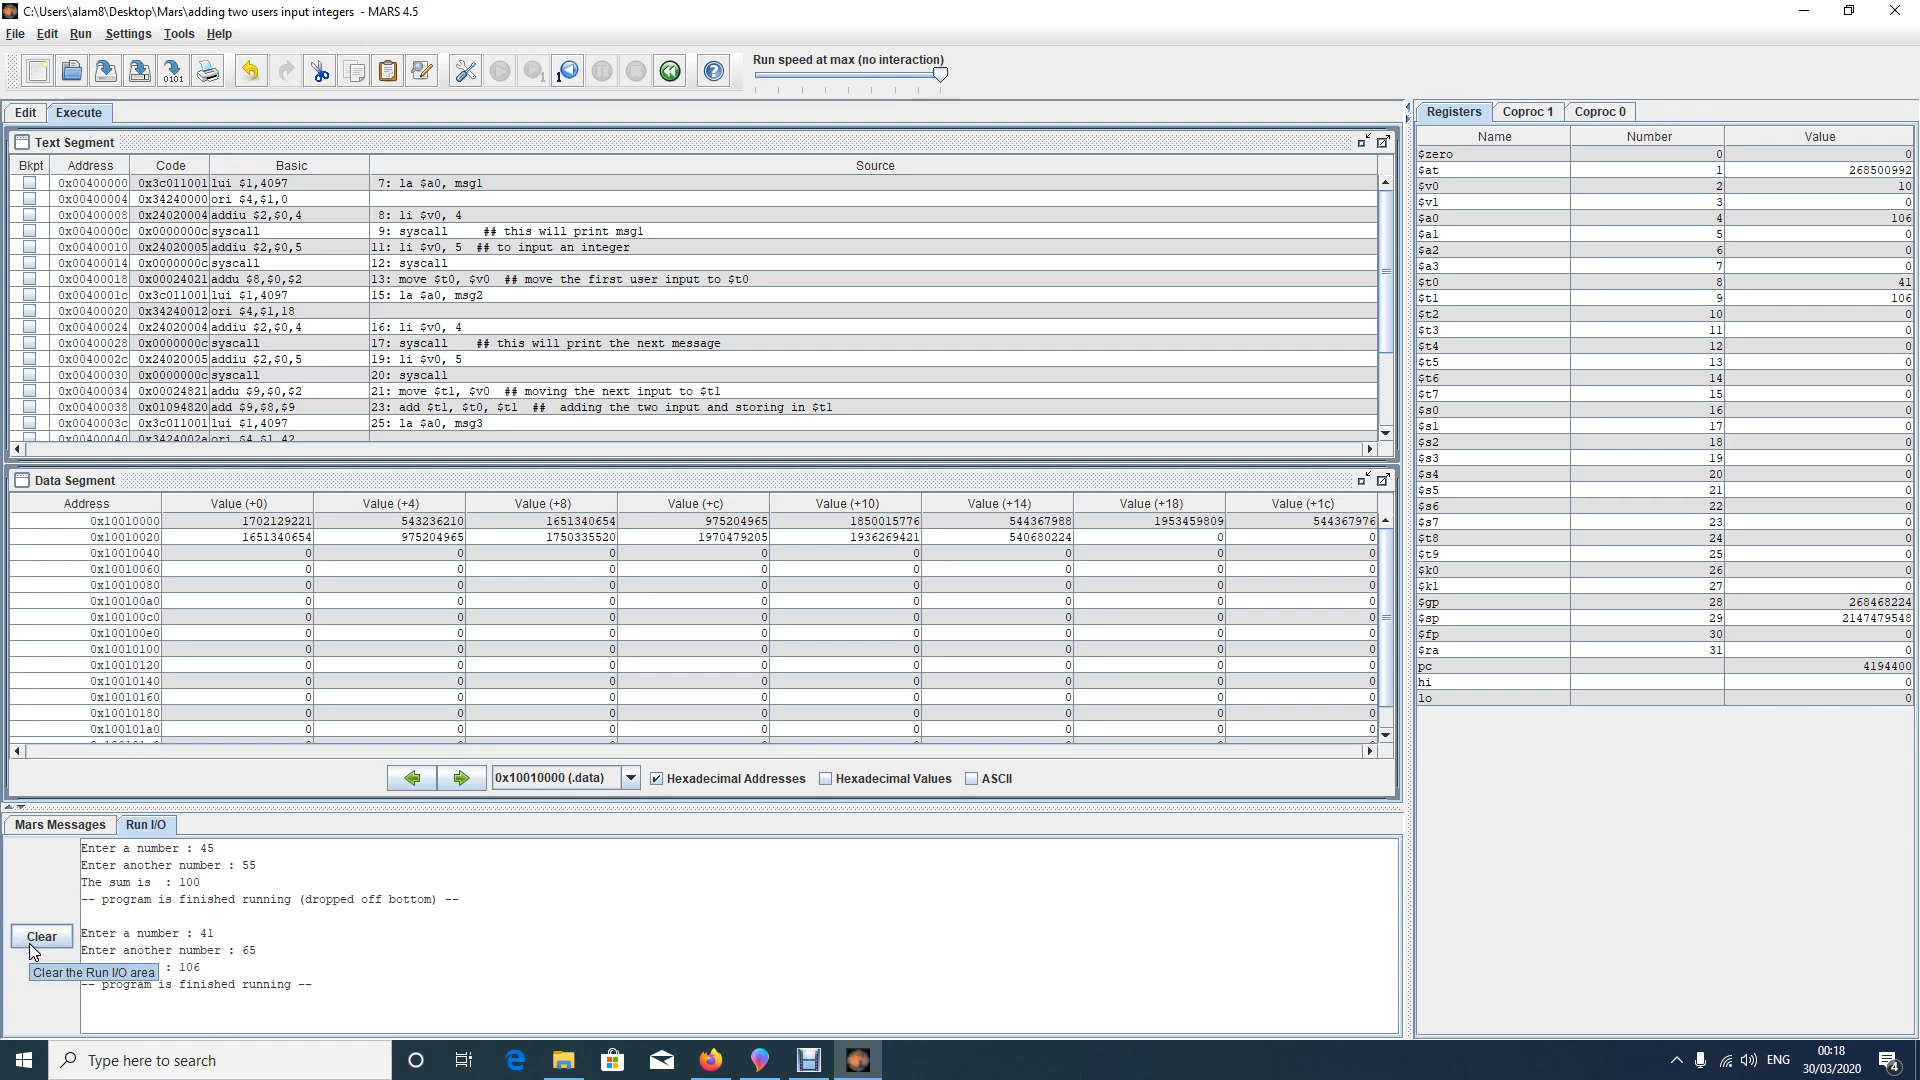 C:\Users\alam8\Desktop\Mars\adding two users input integers - MARS 4.5
File Edit Run Settings Tools Help
Run speed at max (no interaction)
Edit Execute
Text Segment
Bkpt Address Code Basic Source
0x00400000 0x3c011001 lui $1,4097 7: la $a0, msg1
0x00400004 0x34240000 ori $4,$1,0
0x00400008 0x24020004 addiu $2,$0,4 8: li $v0, 4
0x0040000c 0x0000000c syscall 9: syscall ## this will print msg1
0x00400010 0x24020005 addiu $2,$0,5 11: li $v0, 5 ## to input an integer
0x00400014 0x0000000c syscall 12: syscall
0x00400018 0x00024021 addu $8,$0,$2 13: move $t0, $v0 ## move the first user input to $t0
0x0040001c 0x3c011001 lui $1,4097 15: la $a0, msg2
0x00400020 0x34240012 ori $4,$1,18
0x00400024 0x24020004 addiu $2,$0,4 16: li $v0, 4
0x00400028 0x0000000c syscall 17: syscall ## this will print the next message
0x0040002c 0x24020005 addiu $2,$0,5 19: li $v0, 5
0x00400030 0x0000000c syscall 20: syscall
0x00400034 0x00024821 addu $9,$0,$2 21: move $t1, $v0 ## moving the next input to $t1
0x00400038 0x01094820 add $9,$8,$9 23: add $t1, $t0, $t1 ## adding the two input and storing in $t1
0x0040003c 0x3c011001 lui $1,4097 25: la $a0, msg3
0x00400040 0x3424002a ori $4,$1,42
Data Segment
Address Value (+0) Value (+4) Value (+8) Value (+c) Value (+10) Value (+14) Value (+18) Value (+1c)
0x10010000 1702129221 543236210 1651340654 975204965 1850015776 544367988 1953459809 544367976
0x10010020 1651340654 975204965 1750335520 1970479205 1936269421 540680224 0 0
0x10010040 0 0 0 0 0 0 0 0
0x10010060 0 0 0 0 0 0 0 0
0x10010080 0 0 0 0 0 0 0 0
0x100100a0 0 0 0 0 0 0 0 0
0x100100c0 0 0 0 0 0 0 0 0
0x100100e0 0 0 0 0 0 0 0 0
0x10010100 0 0 0 0 0 0 0 0
0x10010120 0 0 0 0 0 0 0 0
0x10010140 0 0 0 0 0 0 0 0
0x10010160 0 0 0 0 0 0 0 0
0x10010180 0 0 0 0 0 0 0 0
0x100101a0 0 0 0 0 0 0 0 0
0x10010000 (.data) Hexadecimal Addresses Hexadecimal Values ASCII
Mars Messages Run I/O
Clear
Clear the Run I/O area
Enter a number : 45
Enter another number : 55
The sum is : 100
-- program is finished running (dropped off bottom) --
Enter a number : 41
Enter another number : 65
: 106
-- program is finished running --
Registers Coproc 1 Coproc 0
Name Number Value
$zero 0 0
$at 1 268500992
$v0 2 10
$v1 3 0
$a0 4 106
$a1 5 0
$a2 6 0
$a3 7 0
$t0 8 41
$t1 9 106
$t2 10 0
$t3 11 0
$t4 12 0
$t5 13 0
$t6 14 0
$t7 15 0
$s0 16 0
$s1 17 0
$s2 18 0
$s3 19 0
$s4 20 0
$s5 21 0
$s6 22 0
$s7 23 0
$t8 24 0
$t9 25 0
$k0 26 0
$k1 27 0
$gp 28 268468224
$sp 29 2147479548
$fp 30 0
$ra 31 0
pc 4194400
hi 0
lo 0
Type here to search
ENG
00:18
30/03/2020
4